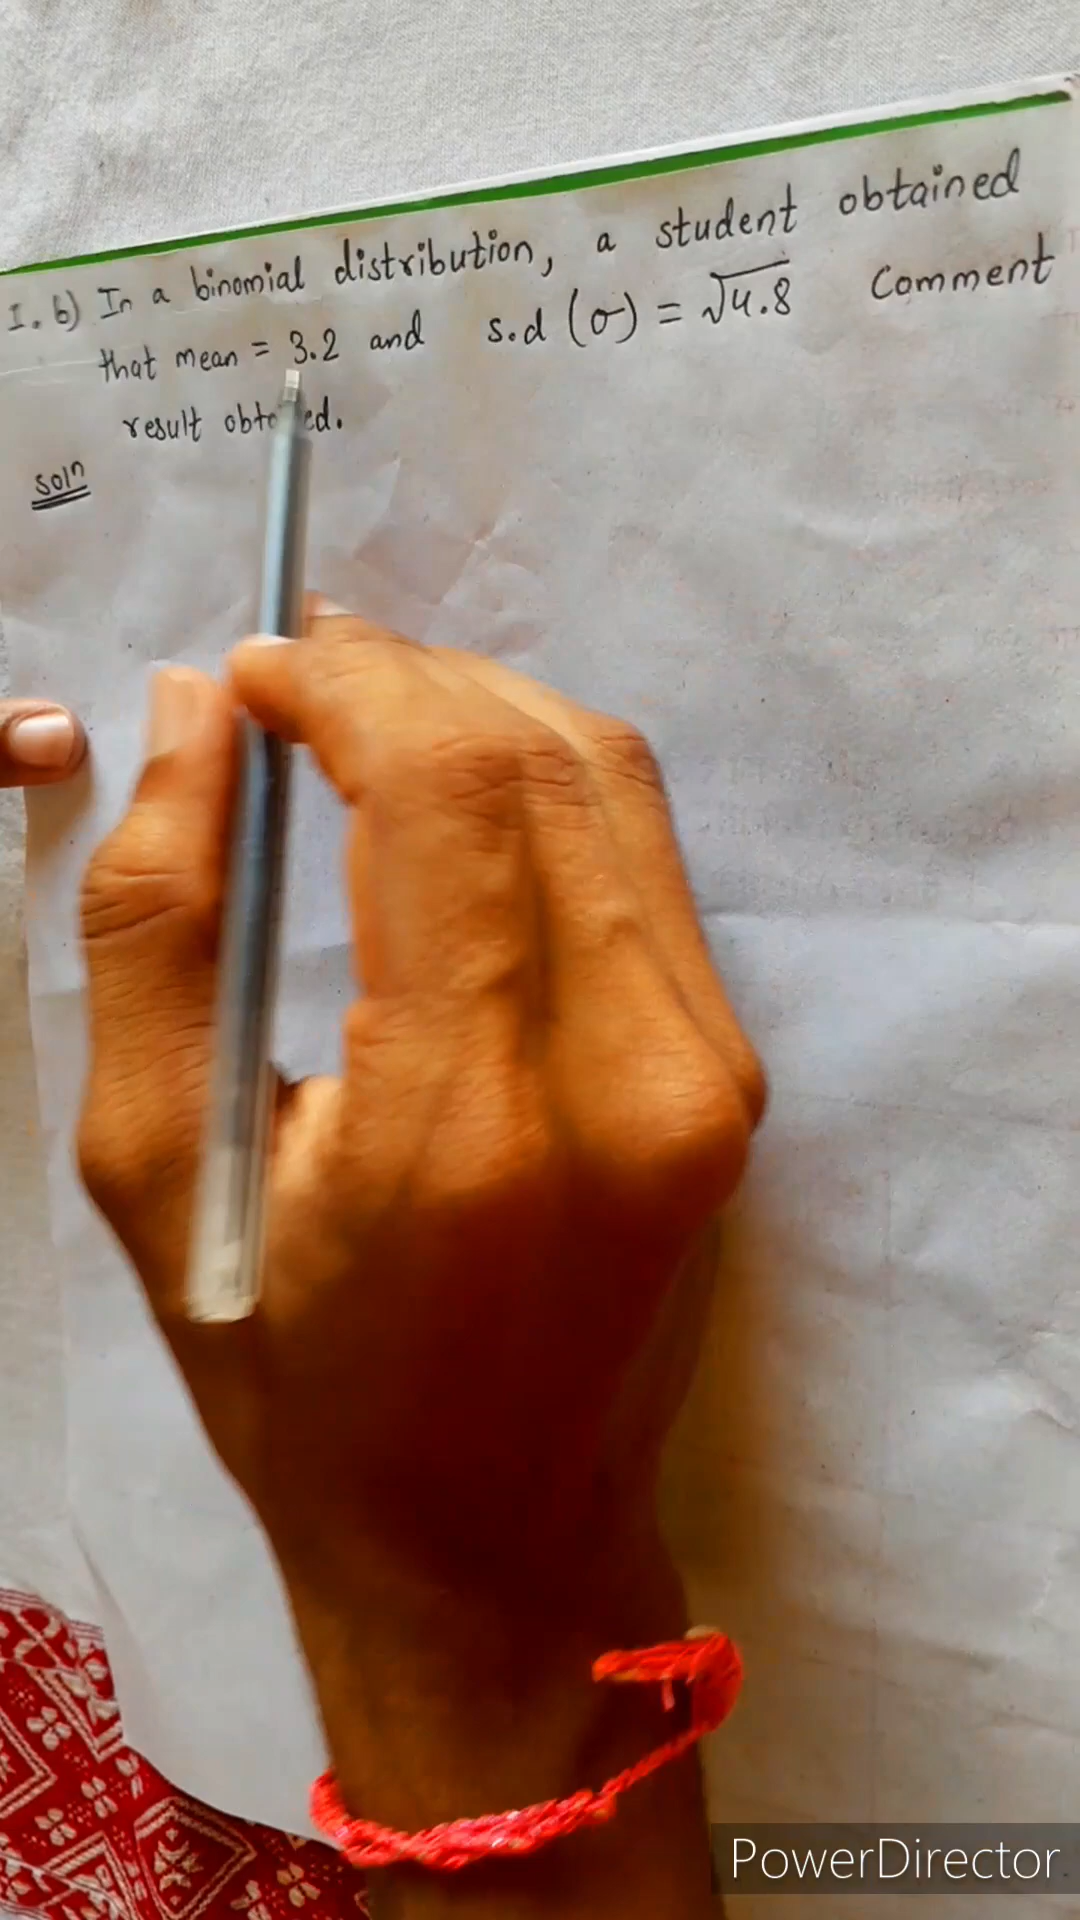 I. b) In a binomial distribution, a student obtained
that mean = 3.2 and s.d (σ) = √4.8 Comment
result
soln
PowerDirector